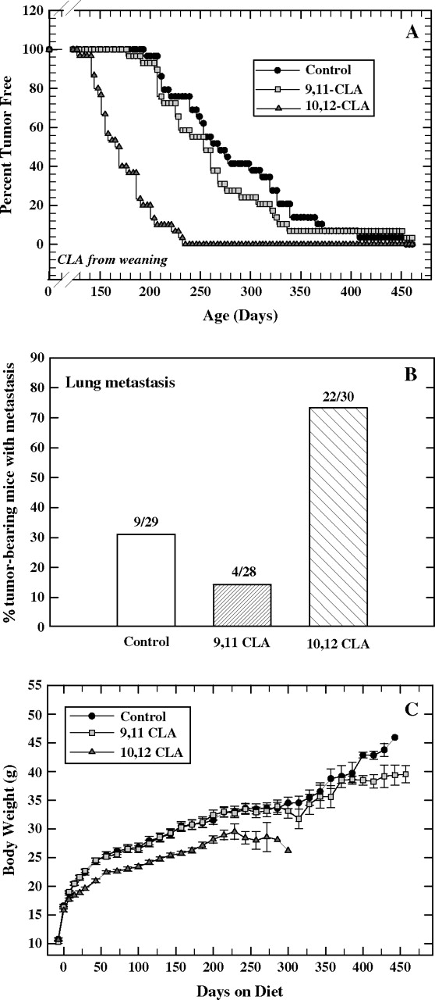 120
A
100
80
60
40
20
0
Percent Tumor Free
Control
9,11-CLA
10,12-CLA
CLA from weaning
0 150 200 250 300 350 400 450
Age (Days)
90
80
70
60
50
40
30
20
10
0
% tumor-bearing mice with metastasis
Lung metastasis
B
9/29
4/28
22/30
Control 9,11 CLA 10,12 CLA
55
50
45
40
35
30
25
20
15
10
Body Weight (g)
Control
9,11 CLA
10,12 CLA
C
0 50 100 150 200 250 300 350 400 450
Days on Diet